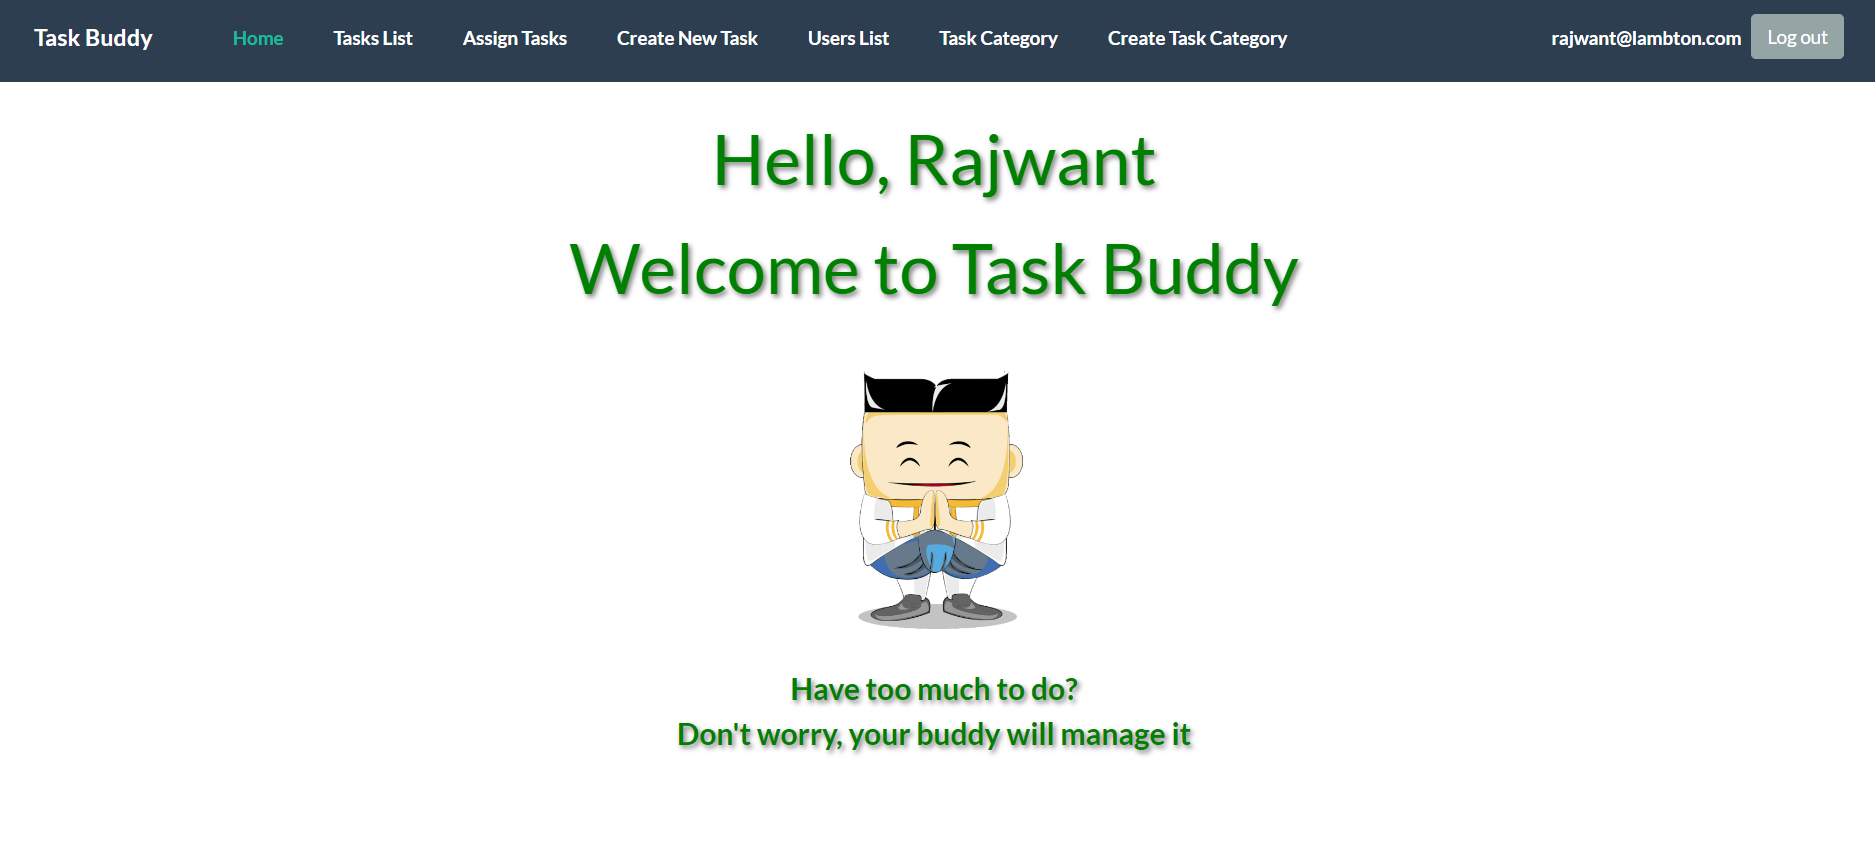 Task Buddy Home Tasks List Assign Tasks Create New Task Users List Task Category Create Task Category rajwant@lambton.com Log out
Hello, Rajwant
Welcome to Task Buddy
Have too much to do?
Don't worry, your buddy will manage it